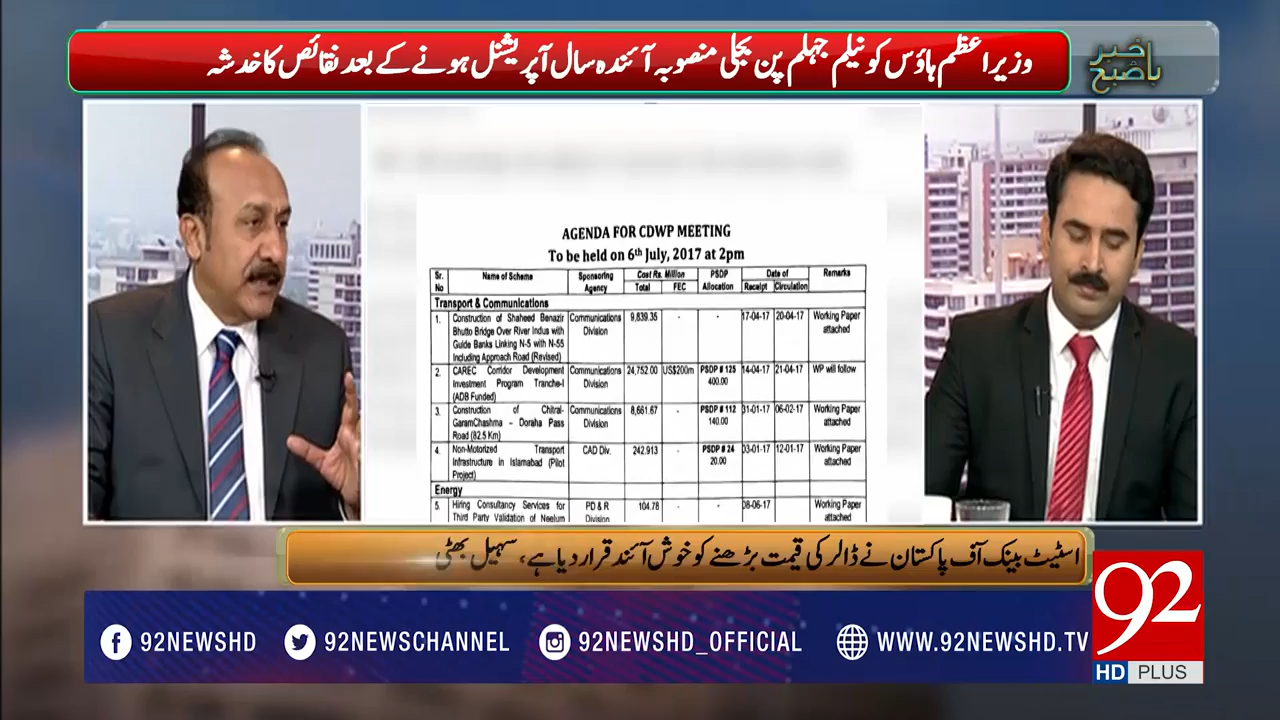 وزیراعظم ہاؤس کو نیلم جہلم پن بجلی منصوبہ آئندہ سال آپریشنل ہونے کے بعد نقائص کا خدشہ
باخبر
صبح
AGENDA FOR CDWP MEETING
To be held on 6th July, 2017 at 2pm
Sr. No Name of Scheme Sponsoring Agency Cost Rs. Million PSDP Allocation Date of Remarks
Total FEC Receipt Circulation
Transport & Communications
1. Construction of Shaheed Benazir Communications 9,839.35 - - 17-04-17 20-04-17 Working Paper
Bhutto Bridge Over River Indus with Division attached
Guide Banks Linking N-5 with N-55
Including Approach Road (Revised)
2. CAREC Corridor Development Communications 24,752.00 US$200m PSDP # 125 14-04-17 21-04-17 WP will follow
Investment Program Tranche-I Division 400.00
(ADB Funded)
3. Construction of Chitral- Communications 8,661.67 - PSDP # 112 31-01-17 06-02-17 Working Paper
GaramChashma - Doraha Pass Division 140.00 attached
Road (82.5 Km)
4. Non-Motorized Transport CAD Div. 242.913 PSDP # 24 03-01-17 12-01-17 Working Paper
Infrastructure in Islamabad (Pilot 20.00 attached
Project)
Energy
5. Hiring Consultancy Services for PD & R 104.78 - - 08-06-17 Working Paper
Third Party Validation of Neelum Division attached
اسٹیٹ بینک آف پاکستان نے ڈالر کی قیمت بڑھنے کو خوش آئند قرار دیا ہے، سہیل بھٹی
92NEWSHD 92NEWSCHANNEL 92NEWSHD_OFFICIAL WWW.92NEWSHD.TV
92
HD PLUS